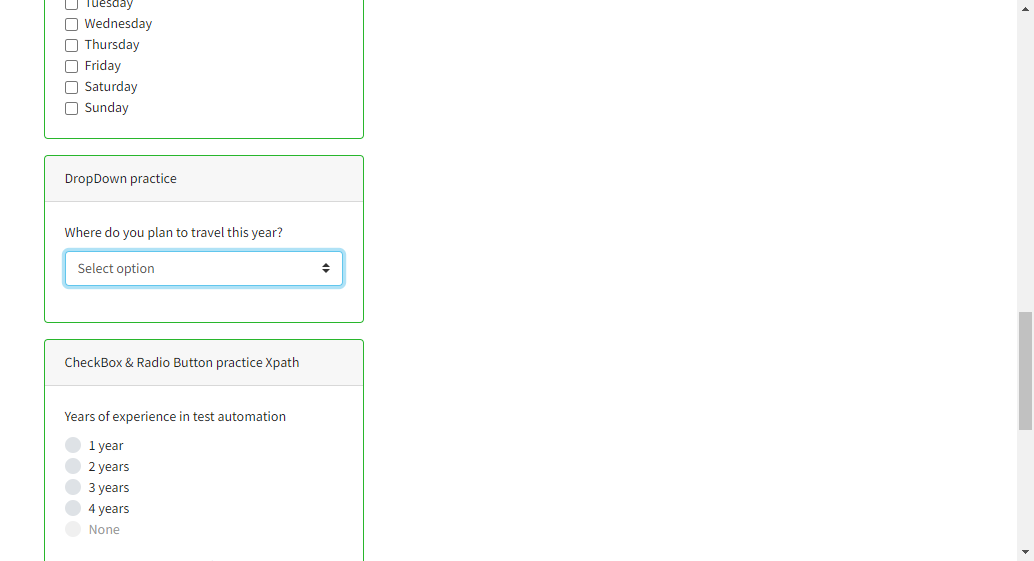 Tuesday
Wednesday
Thursday
Friday
Saturday
Sunday
DropDown practice
Where do you plan to travel this year?
Select option
CheckBox & Radio Button practice Xpath
Years of experience in test automation
1 year
2 years
3 years
4 years
None